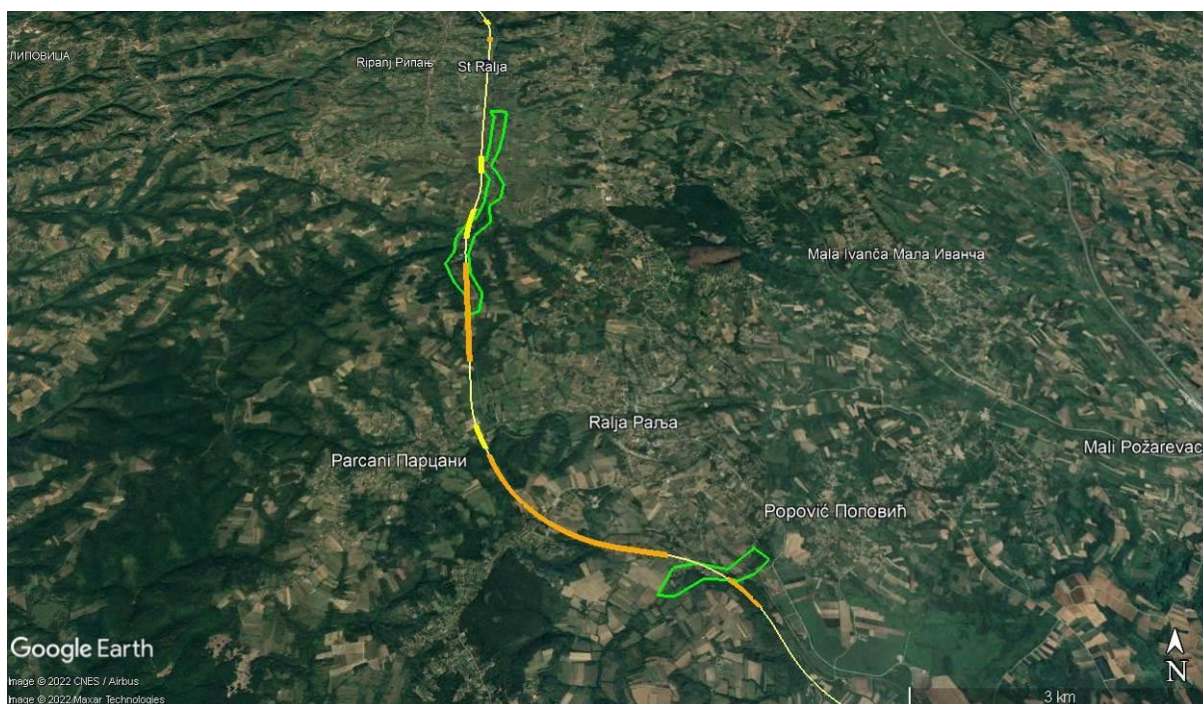 ЛИПОВИЦА
Ripanj Рипањ
St Ralja
Mala Ivanča Мала Иванча
Ralja Раља
Parcani Парцани
Mali Požarevac
Popović Поповић
Google Earth
N
Image © 2022 CNES / Airbus
Image © 2022 Maxar Technologies
3 km